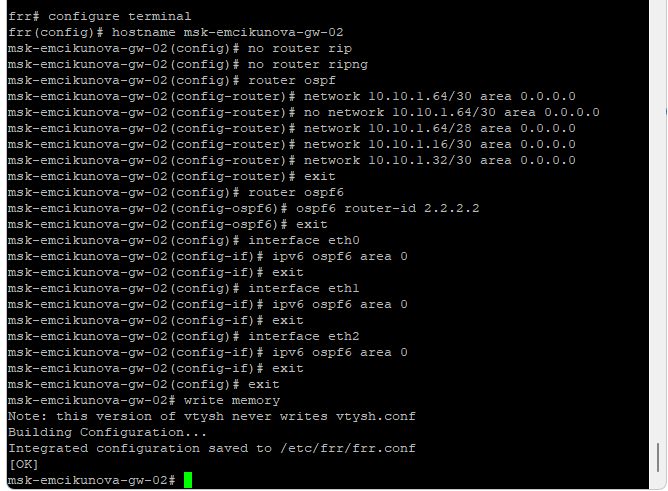 frr# configure terminal
frr(config)# hostname msk-emcikunova-gw-02
msk-emcikunova-gw-02(config)# no router rip
msk-emcikunova-gw-02(config)# no router ripng
msk-emcikunova-gw-02(config)# router ospf
msk-emcikunova-gw-02(config-router)# network 10.10.1.64/30 area 0.0.0.0
msk-emcikunova-gw-02(config-router)# no network 10.10.1.64/30 area 0.0.0.0
msk-emcikunova-gw-02(config-router)# network 10.10.1.64/28 area 0.0.0.0
msk-emcikunova-gw-02(config-router)# network 10.10.1.16/30 area 0.0.0.0
msk-emcikunova-gw-02(config-router)# network 10.10.1.32/30 area 0.0.0.0
msk-emcikunova-gw-02(config-router)# exit
msk-emcikunova-gw-02(config)# router ospf6
msk-emcikunova-gw-02(config-ospf6)# ospf6 router-id 2.2.2.2
msk-emcikunova-gw-02(config-ospf6)# exit
msk-emcikunova-gw-02(config)# interface eth0
msk-emcikunova-gw-02(config-if)# ipv6 ospf6 area 0
msk-emcikunova-gw-02(config-if)# exit
msk-emcikunova-gw-02(config)# interface eth1
msk-emcikunova-gw-02(config-if)# ipv6 ospf6 area 0
msk-emcikunova-gw-02(config-if)# exit
msk-emcikunova-gw-02(config)# interface eth2
msk-emcikunova-gw-02(config-if)# ipv6 ospf6 area 0
msk-emcikunova-gw-02(config-if)# exit
msk-emcikunova-gw-02(config)# exit
msk-emcikunova-gw-02# write memory
Note: this version of vtysh never writes vtysh.conf
Building Configuration...
Integrated configuration saved to /etc/frr/frr.conf
[OK]
msk-emcikunova-gw-02#